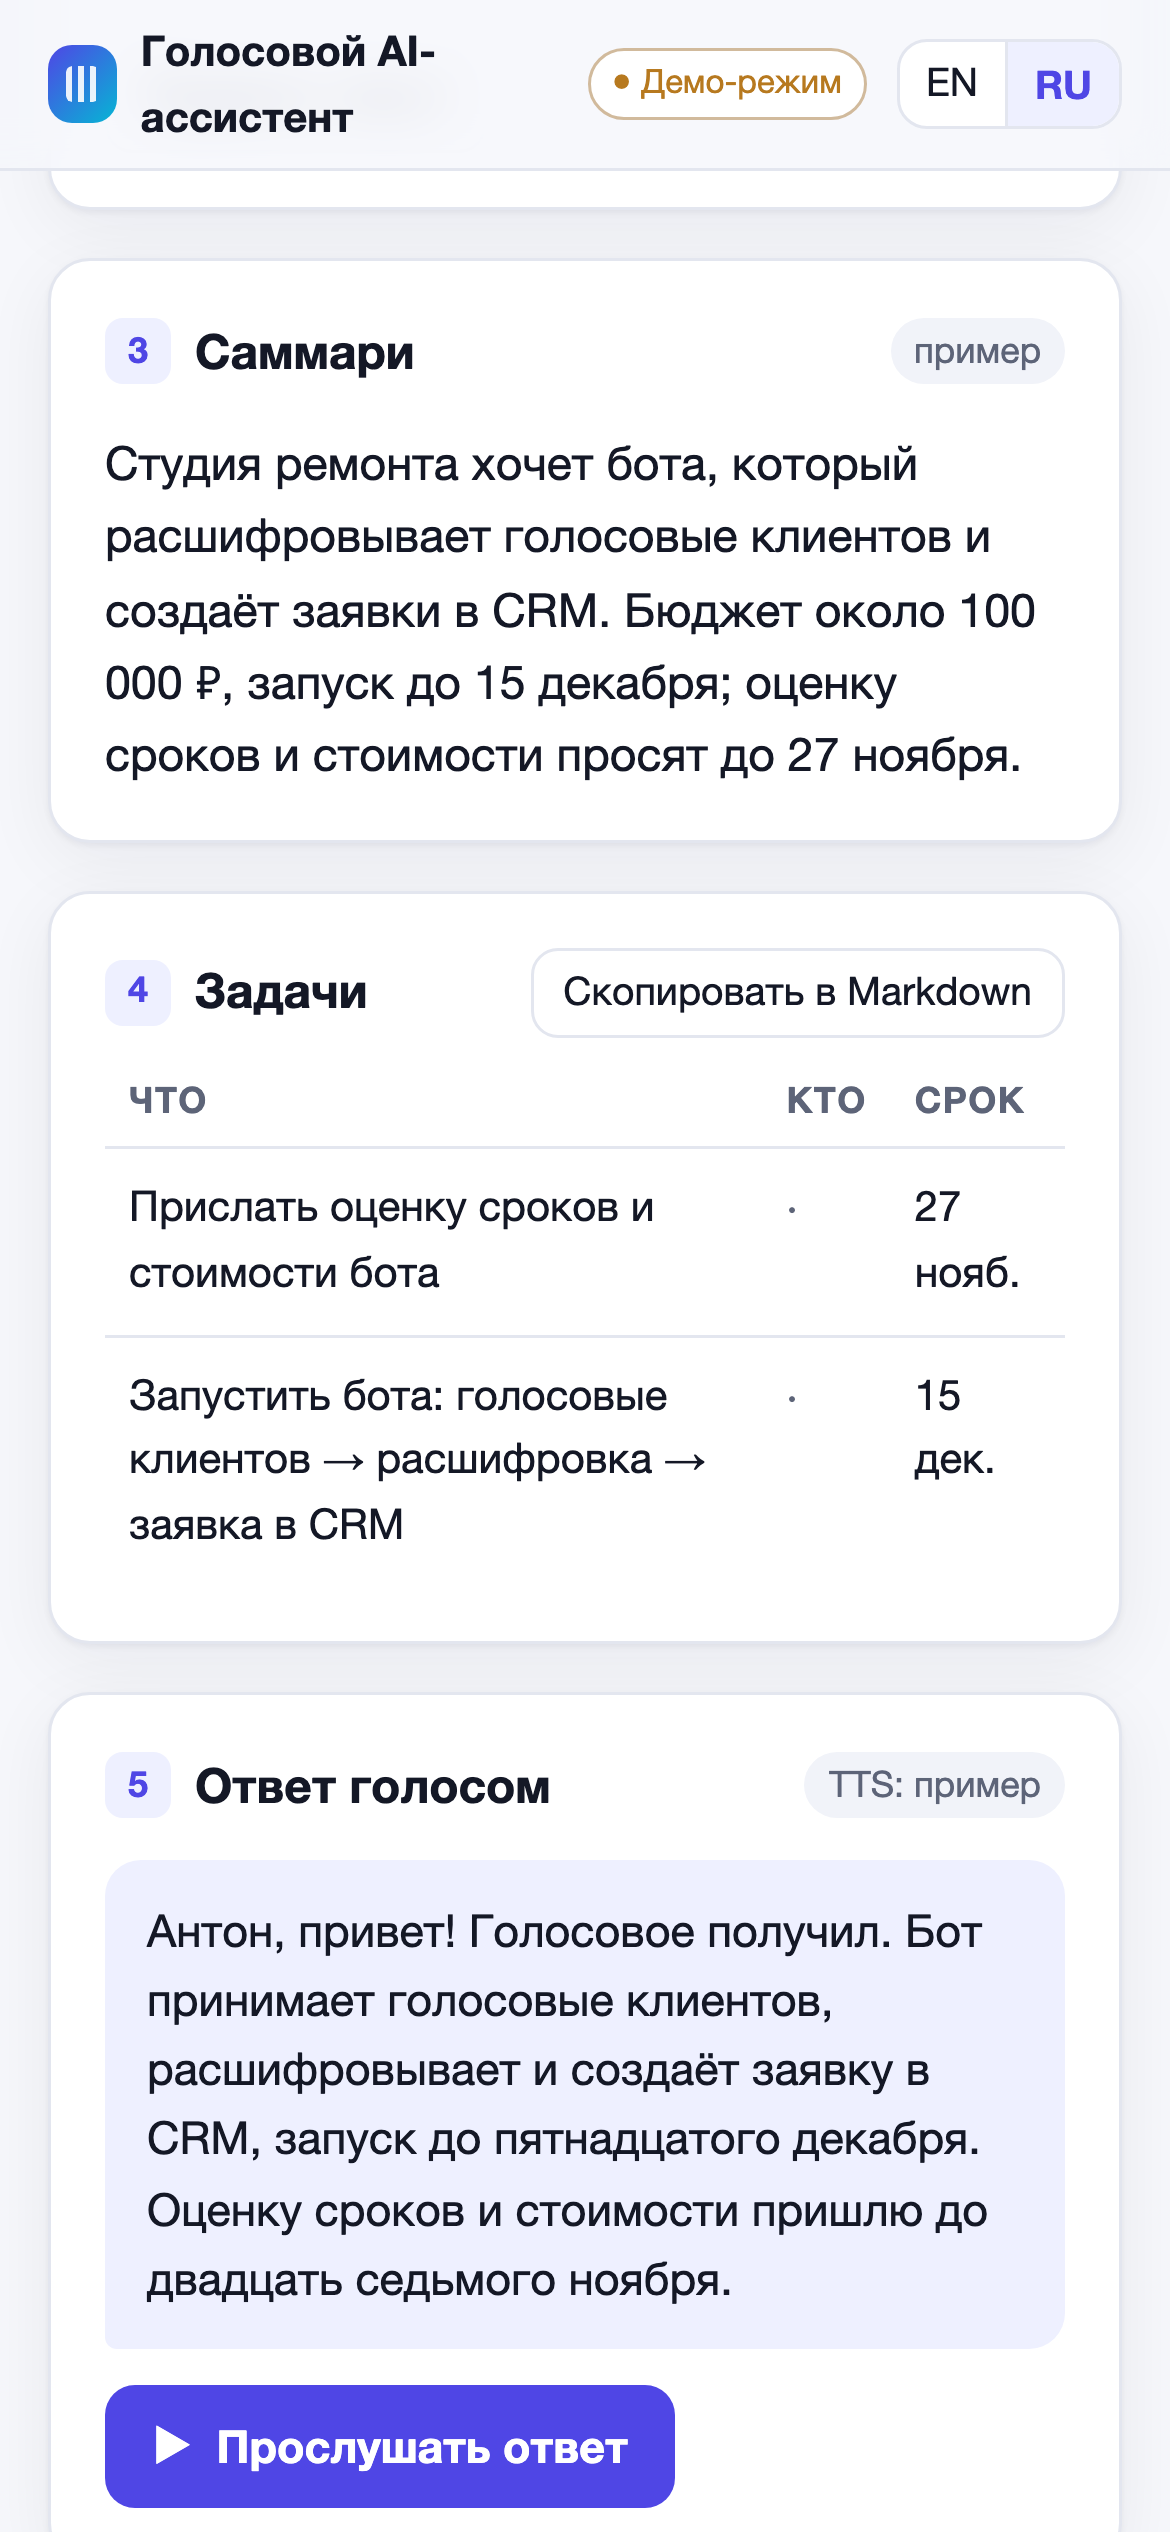 Голосовой AI-
ассистент
Демо-режим
EN
RU
3
Саммари
пример
Студия ремонта хочет бота, который
расшифровывает голосовые клиентов и
создаёт заявки в CRM. Бюджет около 100
000 ₽, запуск до 15 декабря; оценку
сроков и стоимости просят до 27 ноября.
4
Задачи
Скопировать в Markdown
ЧТО
КТО
СРОК
Прислать оценку сроков и
стоимости бота
·
27
нояб.
Запустить бота: голосовые
клиентов → расшифровка →
заявка в CRM
·
15
дек.
5
Ответ голосом
TTS: пример
Антон, привет! Голосовое получил. Бот
принимает голосовые клиентов,
расшифровывает и создаёт заявку в
CRM, запуск до пятнадцатого декабря.
Оценку сроков и стоимости пришлю до
двадцать седьмого ноября.
Прослушать ответ